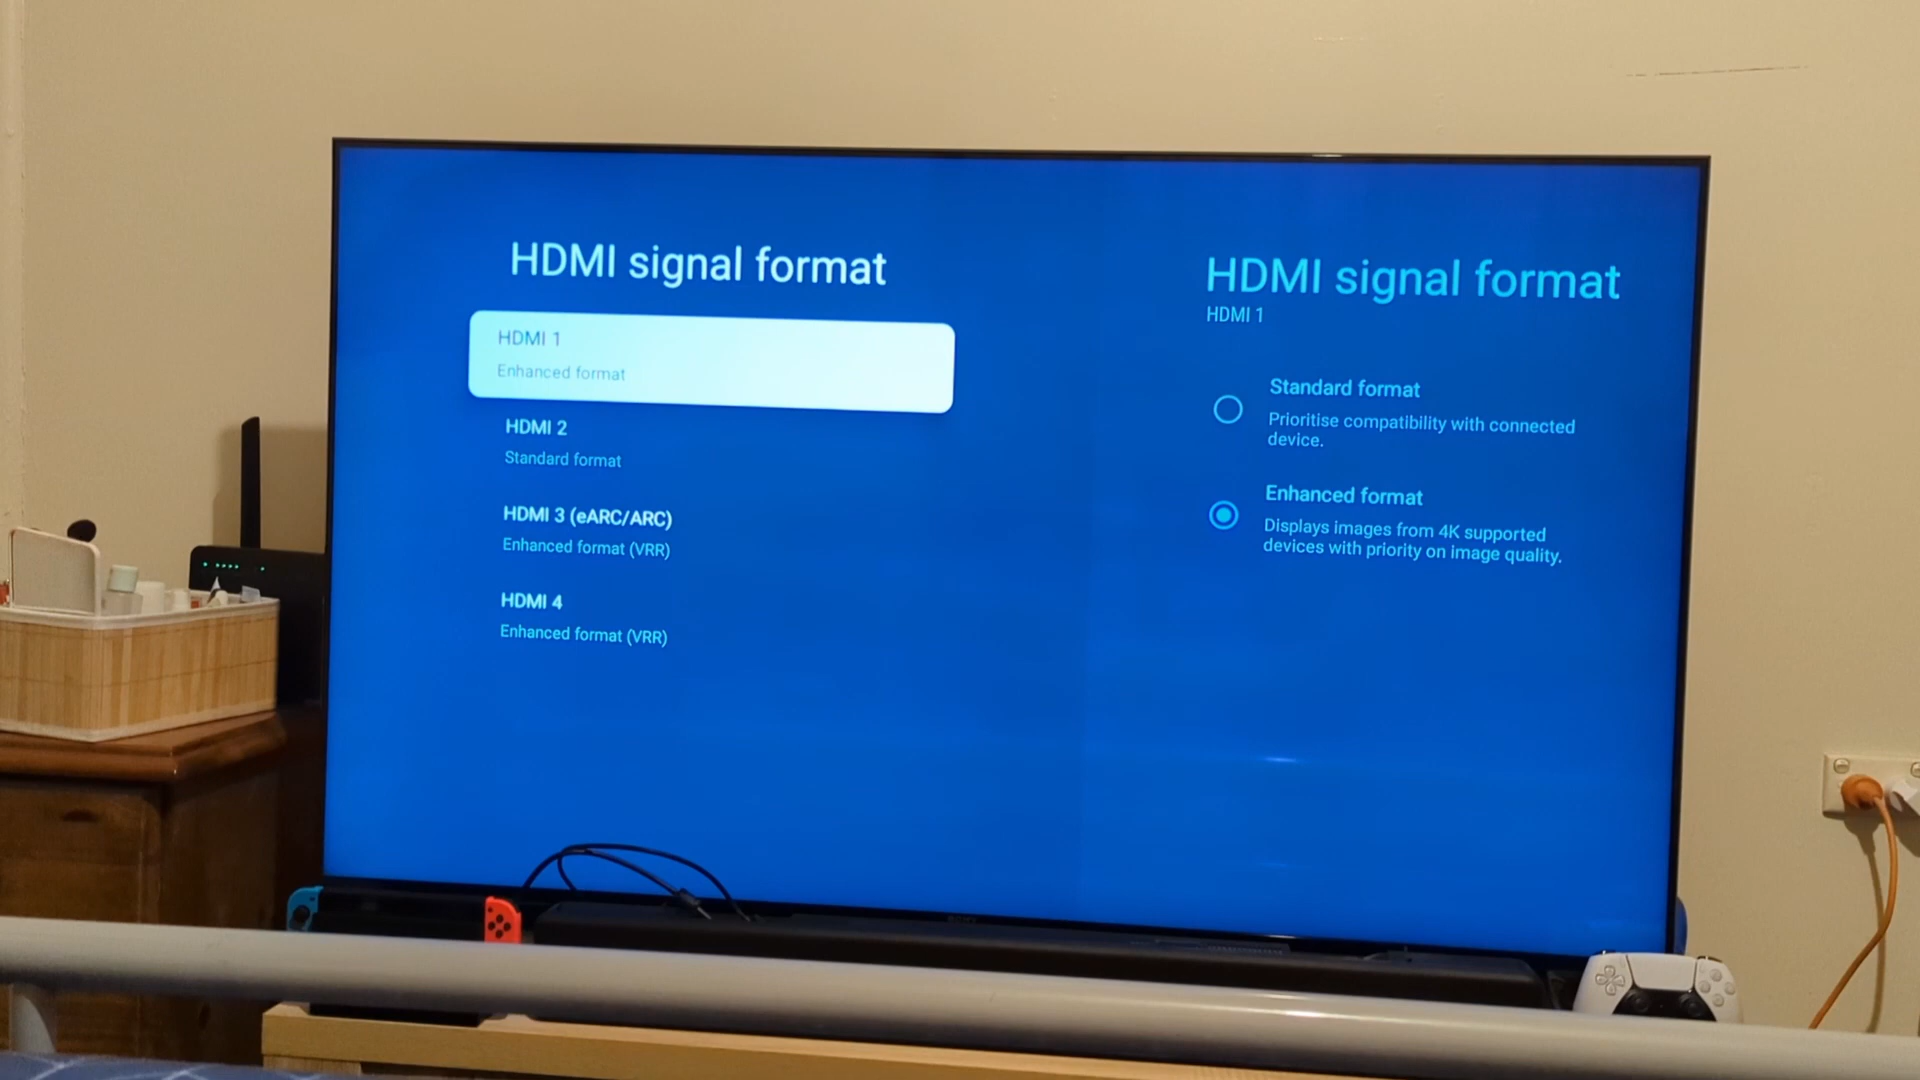 HDMI signal format
HDMI 1
Enhanced format
HDMI 2
Standard format
HDMI 3 (eARC/ARC)
Enhanced format (VRR)
HDMI 4
Enhanced format (VRR)
HDMI signal format
HDMI 1
Standard format
Prioritise compatibility with connected
device.
Enhanced format
Displays images from 4K supported
devices with priority on image quality.
SONY